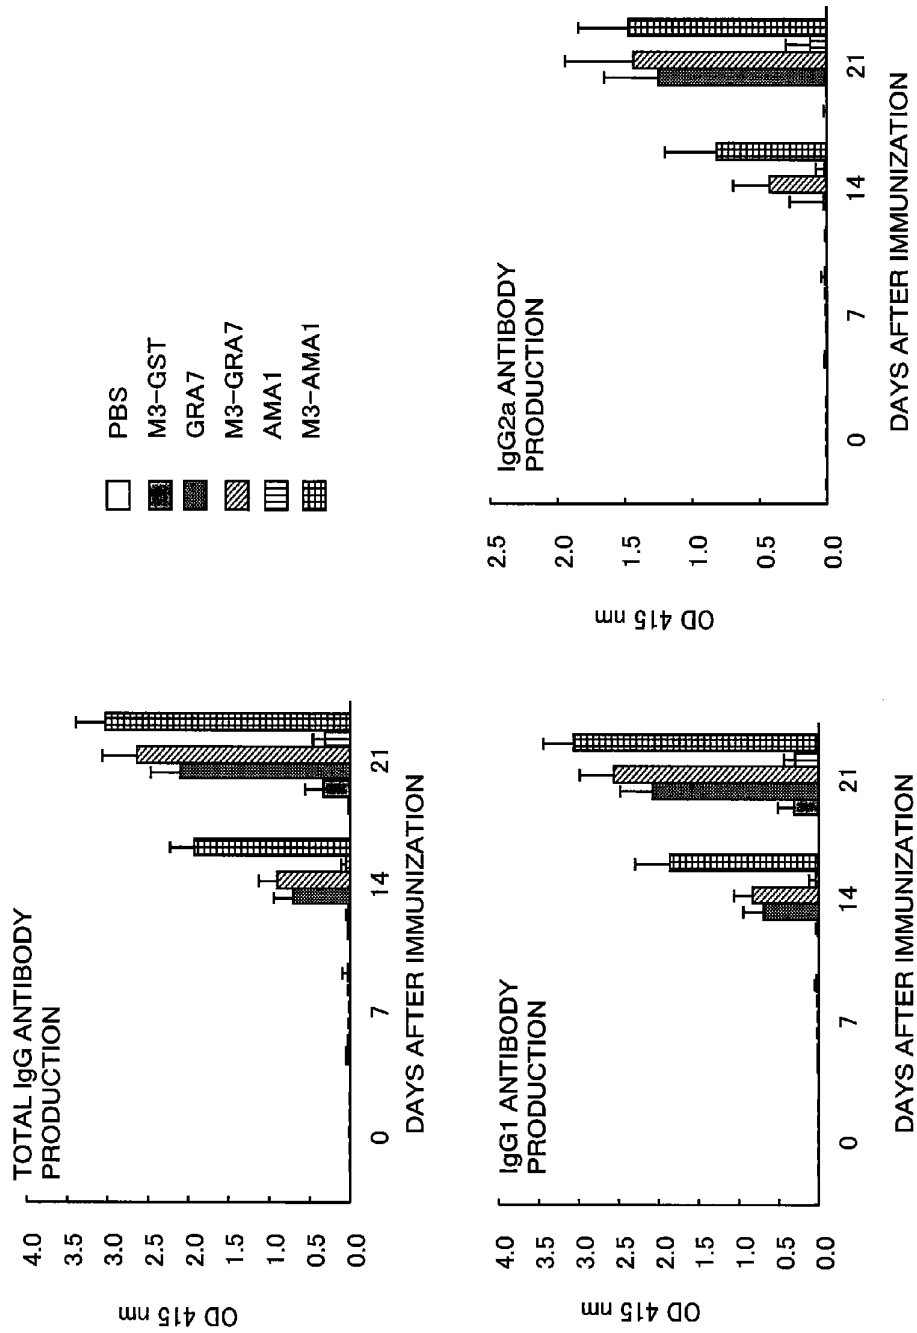 TOTAL IgG ANTIBODY
PRODUCTION
OD 415 nm
4.0
3.5
3.0
2.5
2.0
1.5
1.0
0.5
0.0
0 7 14 21
DAYS AFTER IMMUNIZATION
PBS
M3-GST
GRA7
M3-GRA7
AMA1
M3-AMA1
IgG1 ANTIBODY
PRODUCTION
OD 415 nm
4.0
3.5
3.0
2.5
2.0
1.5
1.0
0.5
0.0
0 7 14 21
DAYS AFTER IMMUNIZATION
IgG2a ANTIBODY
PRODUCTION
OD 415 nm
2.5
2.0
1.5
1.0
0.5
0.0
0 7 14 21
DAYS AFTER IMMUNIZATION